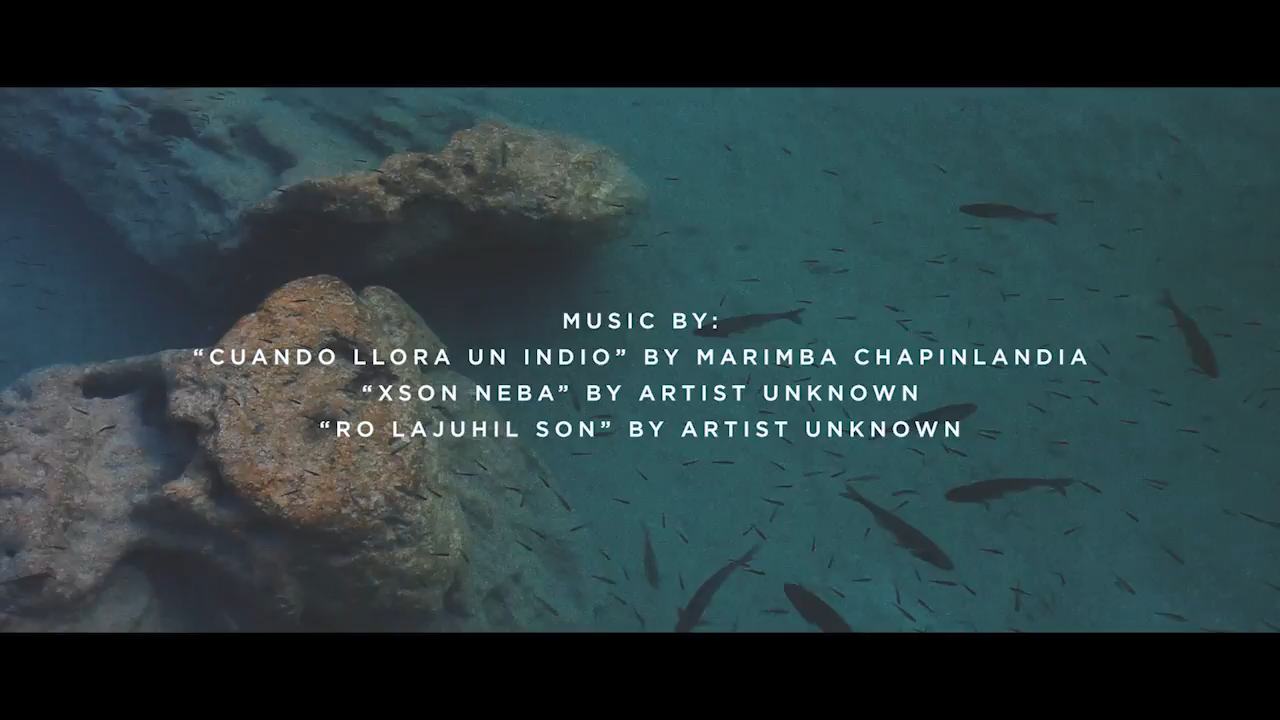 MUSIC BY:
“CUANDO LLORA UN INDIO” BY MARIMBA CHAPINLANDIA
“XSON NEBA” BY ARTIST UNKNOWN
“RO LAJUHIL SON” BY ARTIST UNKNOWN